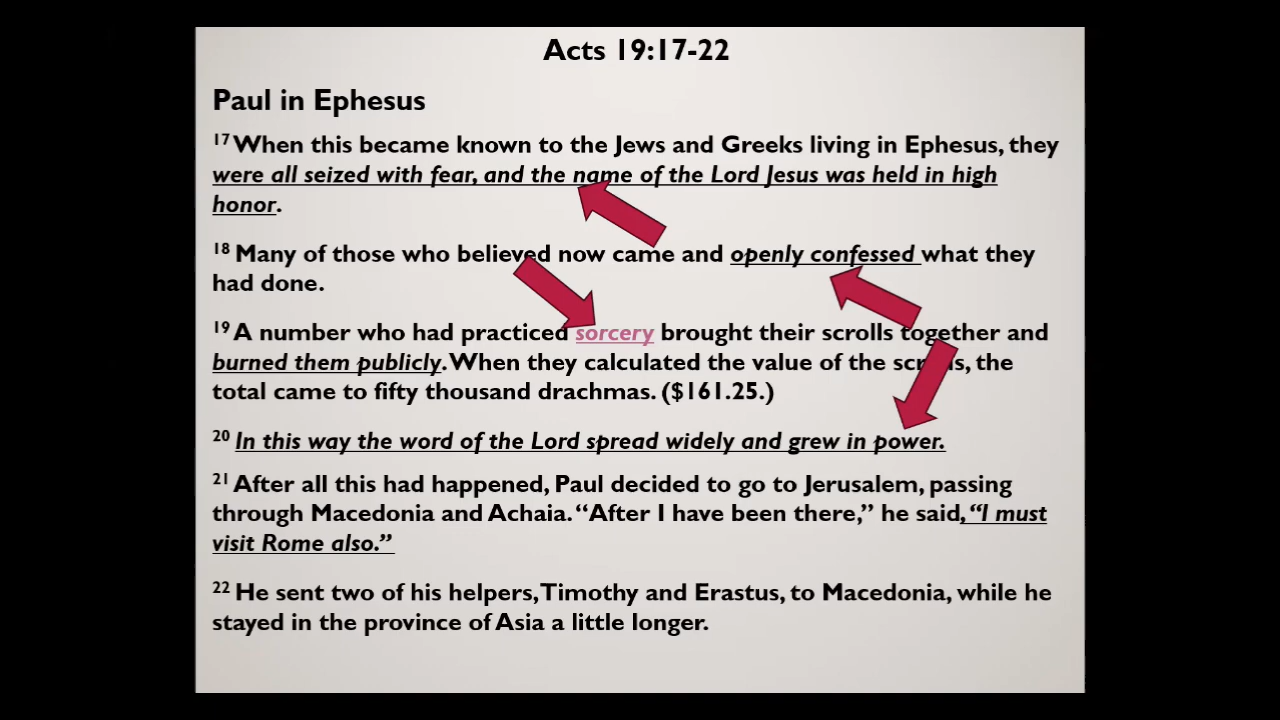 Acts 19:17-22
Paul in Ephesus
17 When this became known to the Jews and Greeks living in Ephesus, they
were all seized with fear, and the name of the Lord Jesus was held in high
honor.
18 Many of those who believed now came and openly confessed what they
had done.
19 A number who had practiced sorcery brought their scrolls together and
burned them publicly. When they calculated the value of the scrolls, the
total came to fifty thousand drachmas. ($161.25.)
20 In this way the word of the Lord spread widely and grew in power.
21 After all this had happened, Paul decided to go to Jerusalem, passing
through Macedonia and Achaia. “After I have been there,” he said, “I must
visit Rome also.”
22 He sent two of his helpers, Timothy and Erastus, to Macedonia, while he
stayed in the province of Asia a little longer.